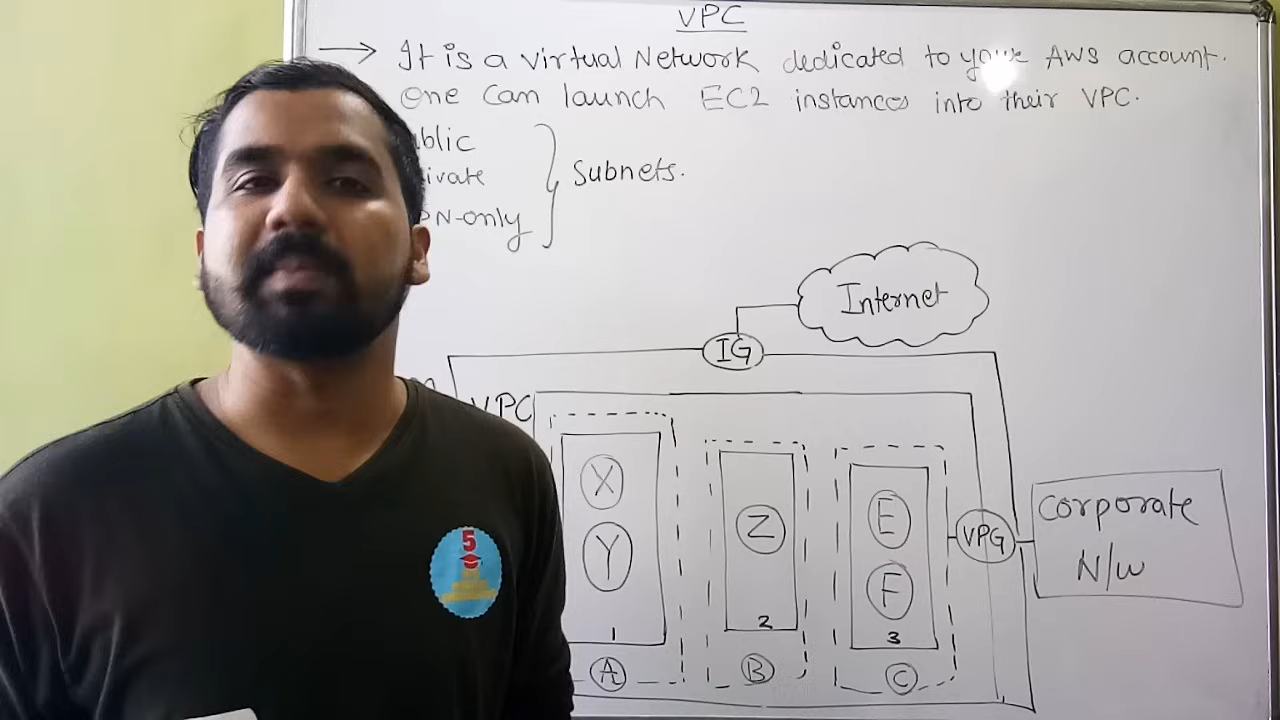 VPC
→ It is a virtual Network dedicated to your AWS account.
One can launch EC2 instances into their VPC.
ublic
ivate
PN-only
Subnets.
Internet
IG
n
VPC
X
Y
Z
E
F
VPG
Corporate
N/W
1
2
3
A
B
C
5